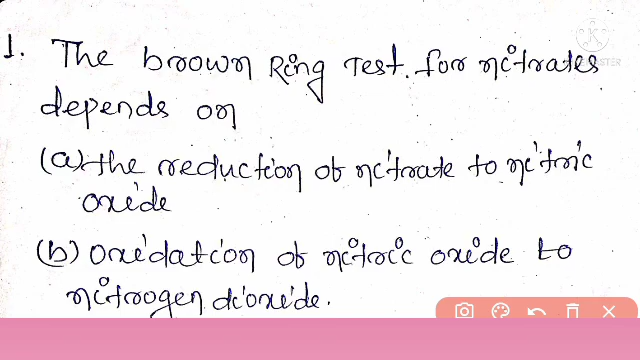 1. The brown Ring Test. for nitrates
depends on
(a) the reduction of nitrate to nitric
oxide
(b) oxidation of nitric oxide to
nitrogen dioxide.